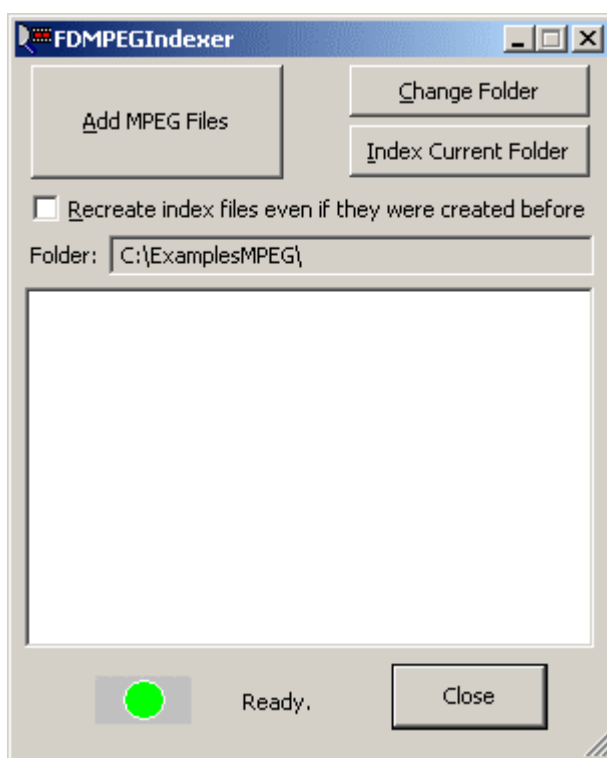 FDMPEGIndexer
Add MPEG Files
Change Folder
Index Current Folder
Recreate index files even if they were created before
Folder: C:\ExamplesMPEG\
Ready.
Close